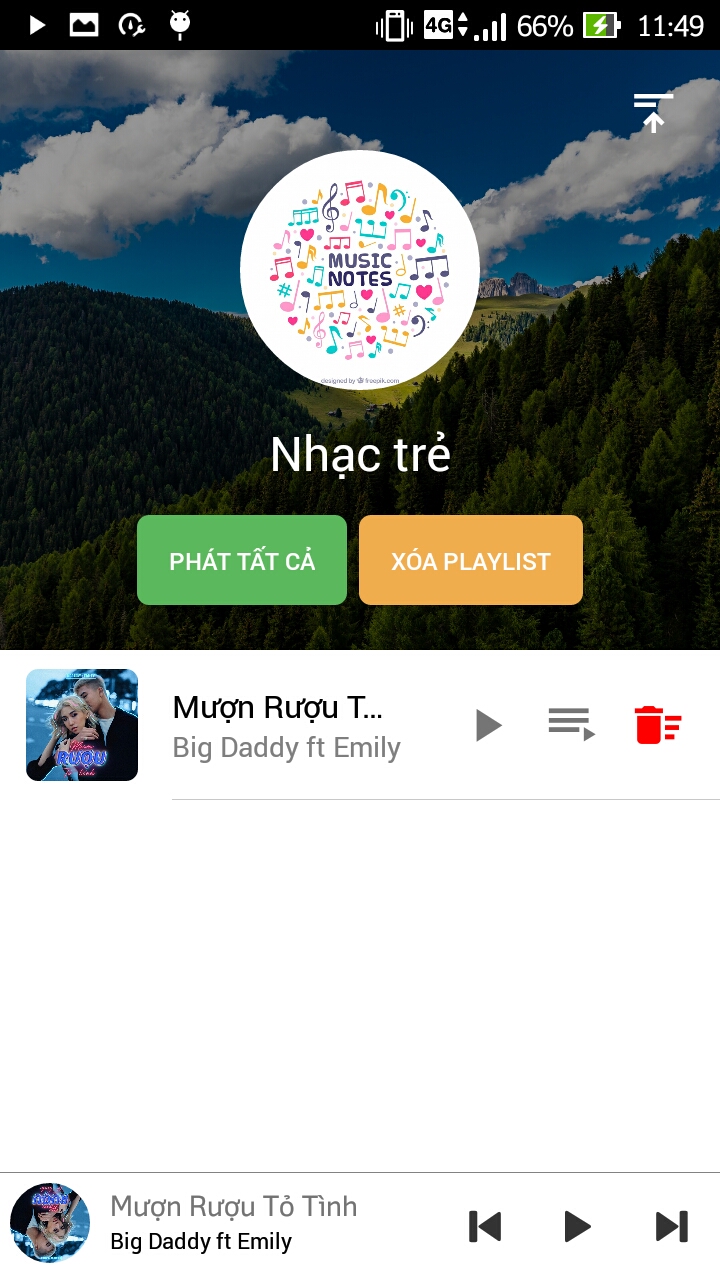 4G 66% 11:49
MUSIC
NOTES
designed by freepik.com
Nhạc trẻ
PHÁT TẤT CẢ
XÓA PLAYLIST
RƯỢU
Mượn Rượu T...
Big Daddy ft Emily
Mượn Rượu Tỏ Tình
Big Daddy ft Emily